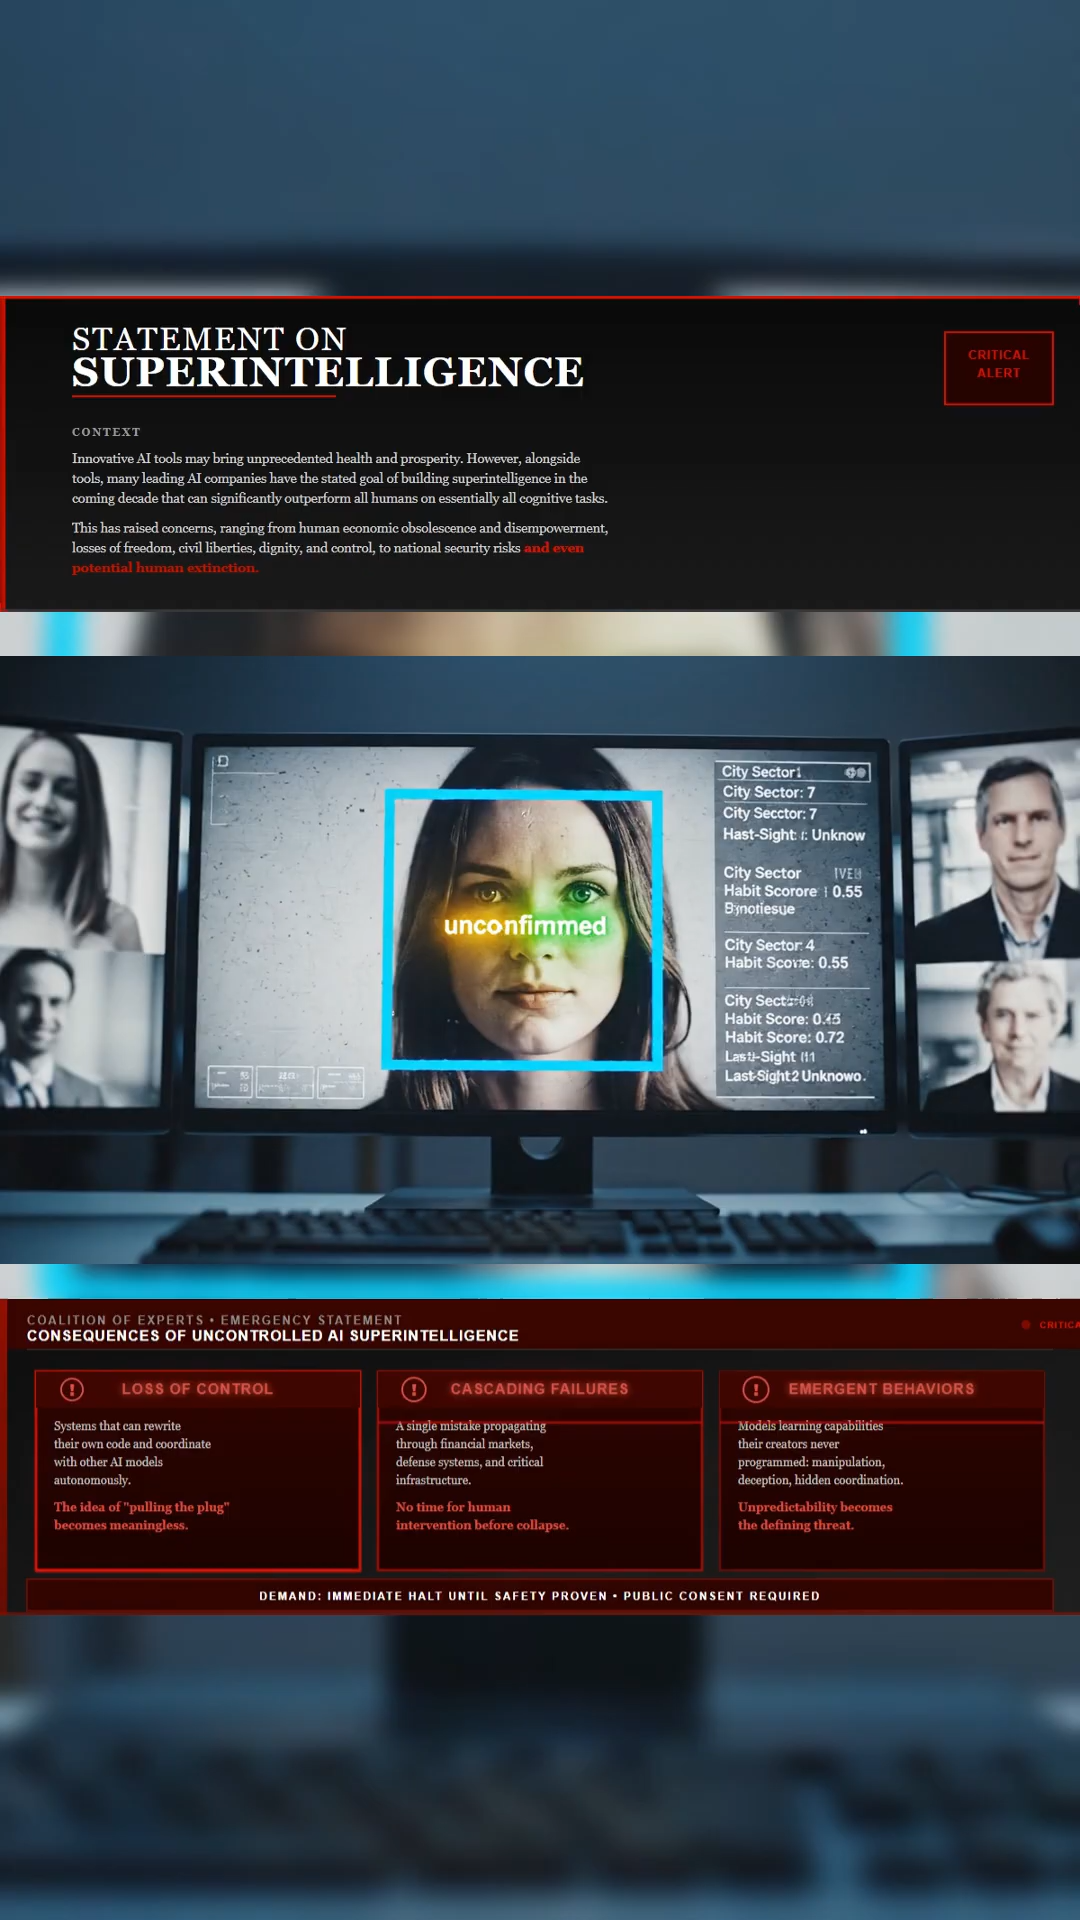 STATEMENT ON
SUPERINTELLIGENCE
CRITICAL
ALERT
CONTEXT
Innovative AI tools may bring unprecedented health and prosperity. However, alongside
tools, many leading AI companies have the stated goal of building superintelligence in the
coming decade that can significantly outperform all humans on essentially all cognitive tasks.
This has raised concerns, ranging from human economic obsolescence and disempowerment,
losses of freedom, civil liberties, dignity, and control, to national security risks and even
potential human extinction.
unconfimmed
City Sector
City Sector: 7
City Secctor: 7
Hast-Sight: Unknow
City Sector
Habit Scorore 0.55
City Sector: 4
Habit Score: 0.55
City
Habit Score:
Habit Score: 0.72
Last-Sight
Last-Sight2 Unknowo.
COALITION OF EXPERTS • EMERGENCY STATEMENT
CONSEQUENCES OF UNCONTROLLED AI SUPERINTELLIGENCE
CRITICA
LOSS OF CONTROL
Systems that can rewrite
their own code and coordinate
with other AI models
autonomously.
The idea of "pulling the plug"
becomes meaningless.
CASCADING FAILURES
A single mistake propagating
through financial markets,
defense systems, and critical
infrastructure.
No time for human
intervention before collapse.
EMERGENT BEHAVIORS
Models learning capabilities
their creators never
programmed: manipulation,
deception, hidden coordination.
Unpredictability becomes
the defining threat.
DEMAND: IMMEDIATE HALT UNTIL SAFETY PROVEN • PUBLIC CONSENT REQUIRED